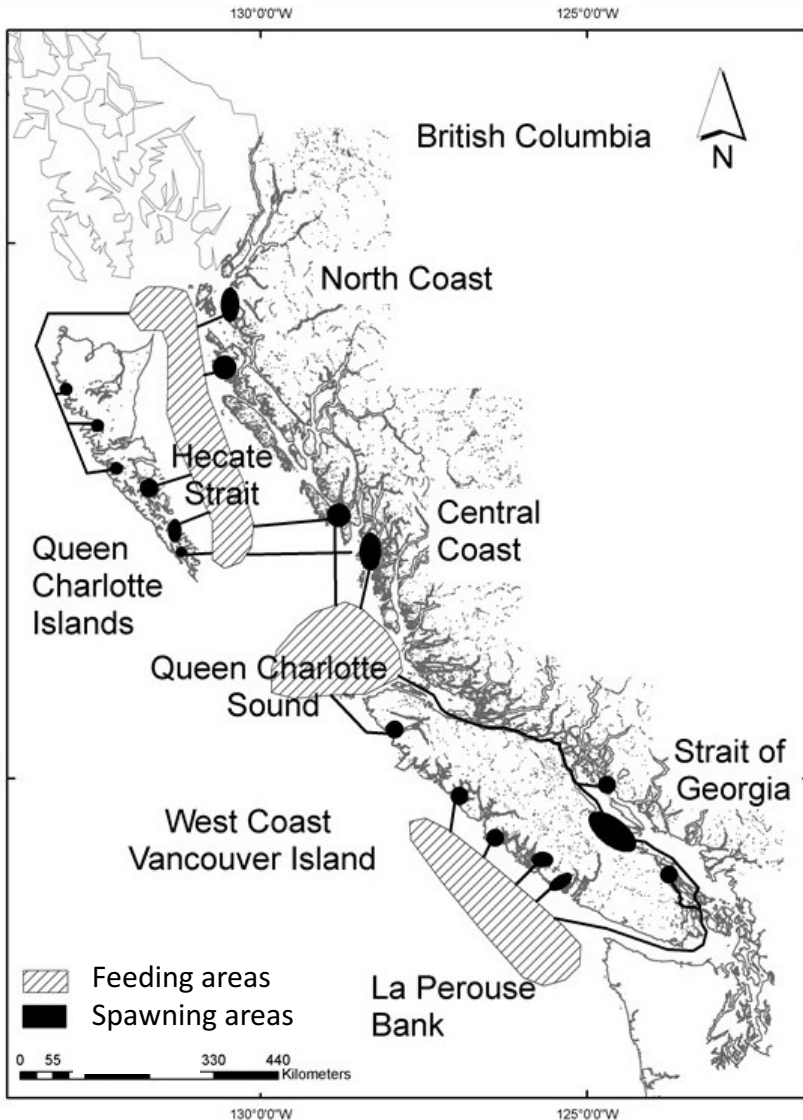 130°0'0"W
125°0'0"W
British Columbia
N
North Coast
Hecate
Strait
Central
Coast
Queen
Charlotte
Islands
Queen Charlotte
Sound
Strait of
Georgia
West Coast
Vancouver Island
La Perouse
Bank
Feeding areas
Spawning areas
0 55 330 440
Kilometers
130°0'0"W
125°0'0"W